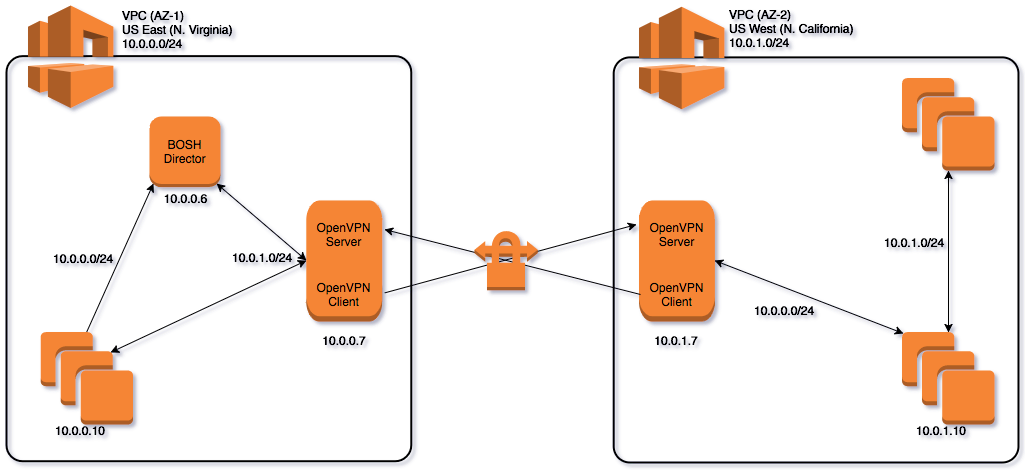 VPC (AZ-1)
US East (N. Virginia)
10.0.0.0/24
VPC (AZ-2)
US West (N. California)
10.0.1.0/24
BOSH
Director
10.0.0.6
10.0.0.0/24
10.0.1.0/24
OpenVPN
Server
OpenVPN
Client
10.0.0.7
10.0.0.10
OpenVPN
Server
OpenVPN
Client
10.0.1.7
10.0.0.0/24
10.0.1.0/24
10.0.1.10